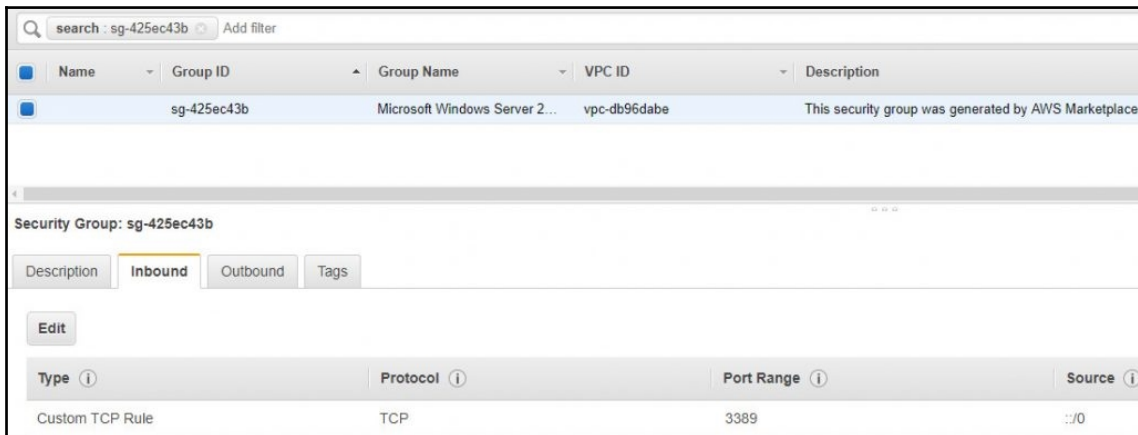 search : sg-425ec43b Add filter
Name Group ID Group Name VPC ID Description
sg-425ec43b Microsoft Windows Server 2... vpc-db96dabe This security group was generated by AWS Marketplace
Security Group: sg-425ec43b
Description Inbound Outbound Tags
Edit
Type Protocol Port Range Source
Custom TCP Rule TCP 3389 ::/0